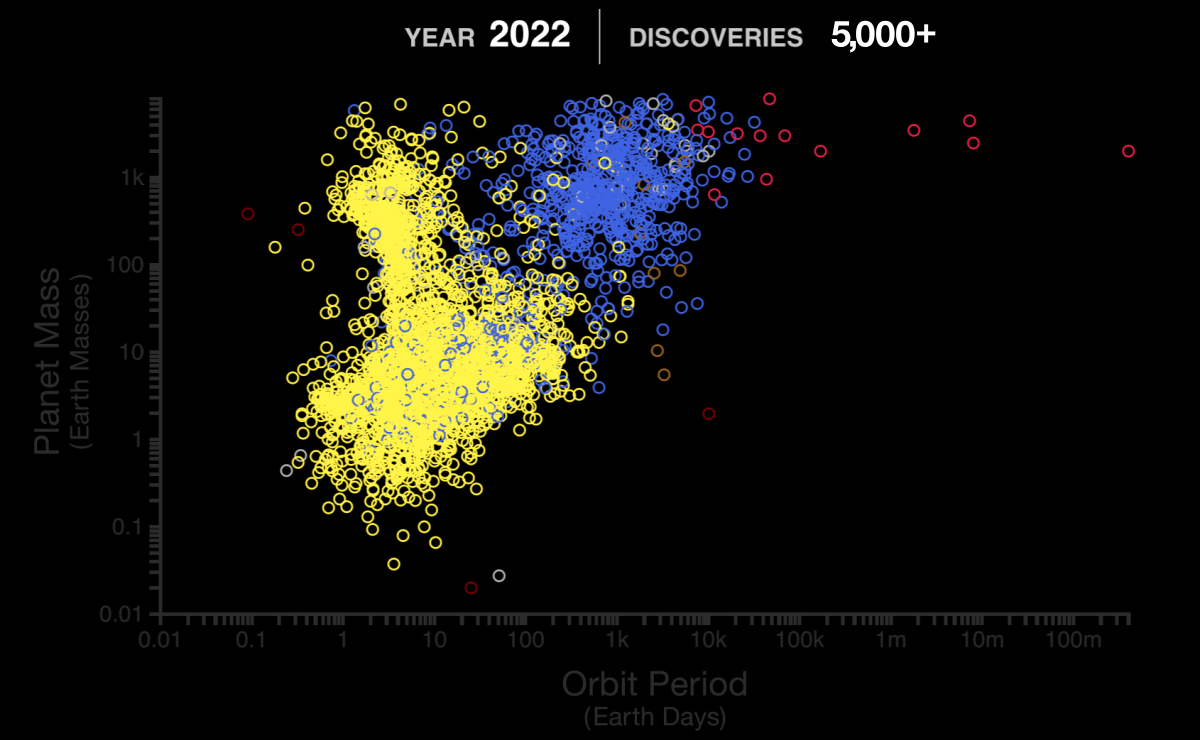 YEAR 2022 DISCOVERIES 5,000+
1k
100
10
1
0.1
0.01
Planet Mass
(Earth Masses)
0.01 0.1 1 10 100 1k 10k 100k 1m 10m 100m
Orbit Period
(Earth Days)